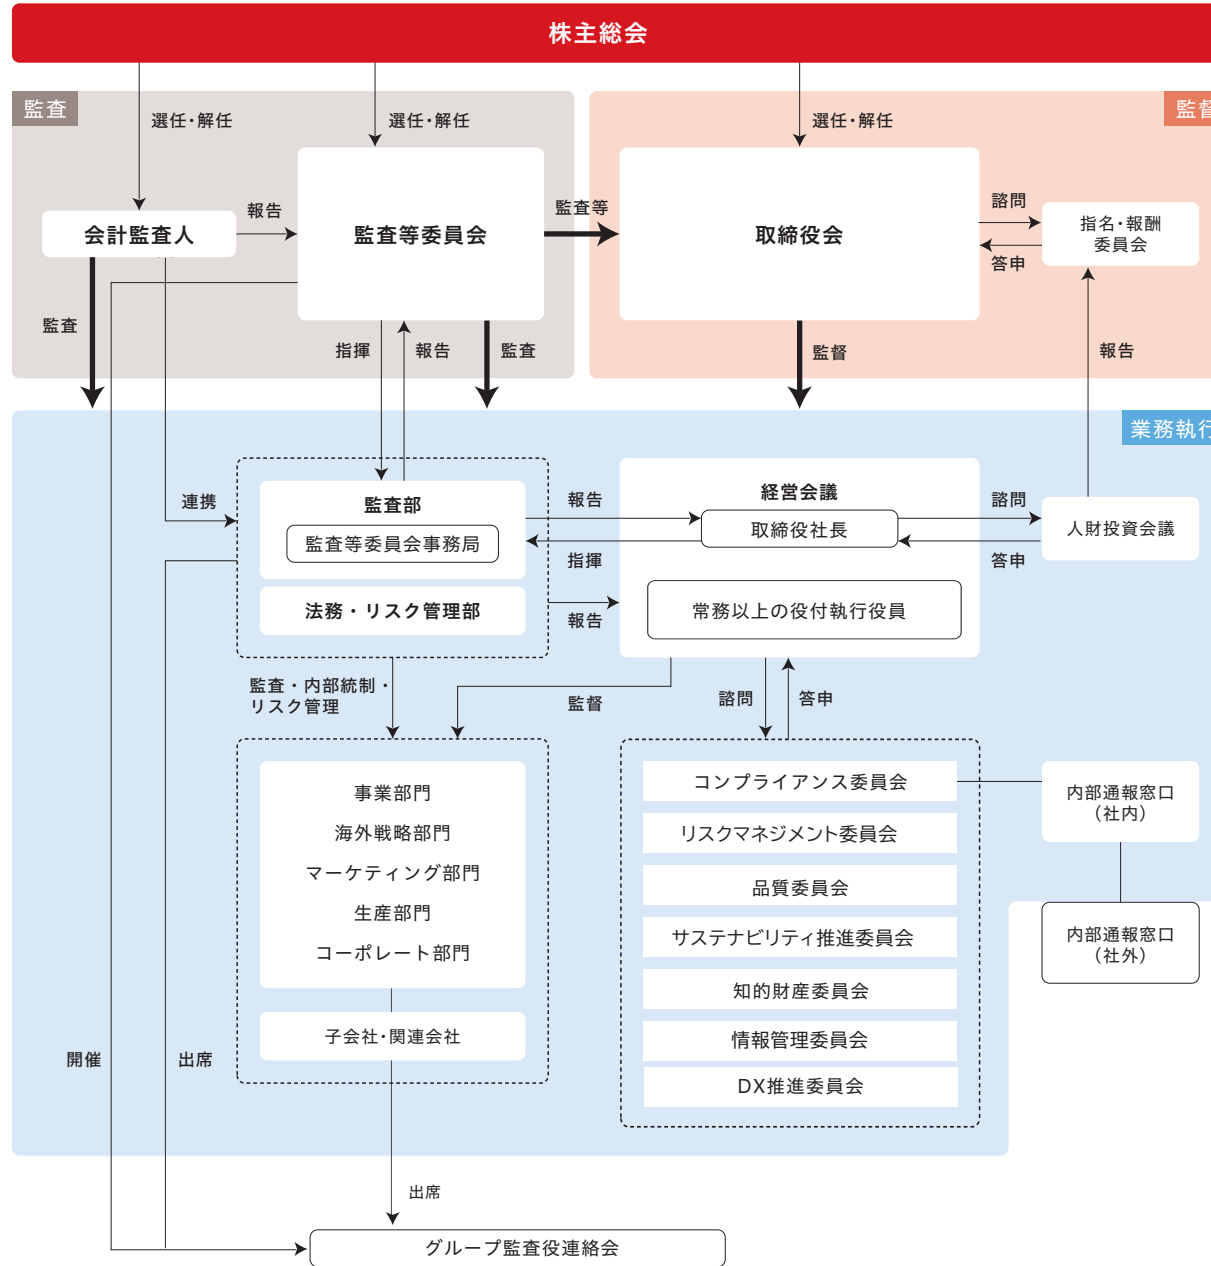 株主総会
監査
監督
選任・解任
選任・解任
選任・解任
会計監査人
報告
監査等委員会
監査等
取締役会
諮問
答申
指名・報酬
委員会
監査
指揮
報告
監査
監督
報告
業務執行
連携
監査部
監査等委員会事務局
法務・リスク管理部
報告
指揮
報告
経営会議
取締役社長
常務以上の役付執行役員
諮問
答申
人財投資会議
監査・内部統制・
リスク管理
監督
諮問
答申
事業部門
海外戦略部門
マーケティング部門
生産部門
コーポレート部門
子会社・関連会社
コンプライアンス委員会
リスクマネジメント委員会
品質委員会
サステナビリティ推進委員会
知的財産委員会
情報管理委員会
DX推進委員会
内部通報窓口
（社内）
内部通報窓口
（社外）
開催
出席
出席
グループ監査役連絡会